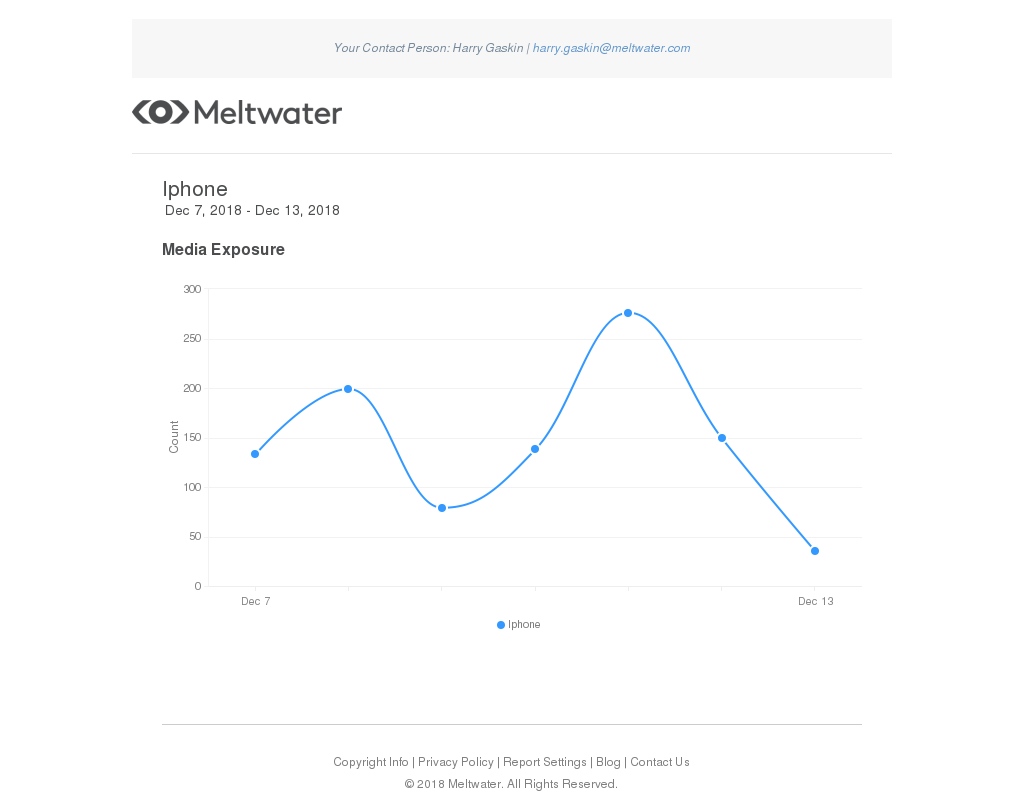 Your Contact Person: Harry Gaskin | harry.gaskin@meltwater.com
Meltwater
Iphone
Dec 7, 2018 - Dec 13, 2018
Media Exposure
300
250
200
150
100
50
0
Count
Dec 7
Dec 13
Iphone
Copyright Info | Privacy Policy | Report Settings | Blog | Contact Us
© 2018 Meltwater. All Rights Reserved.